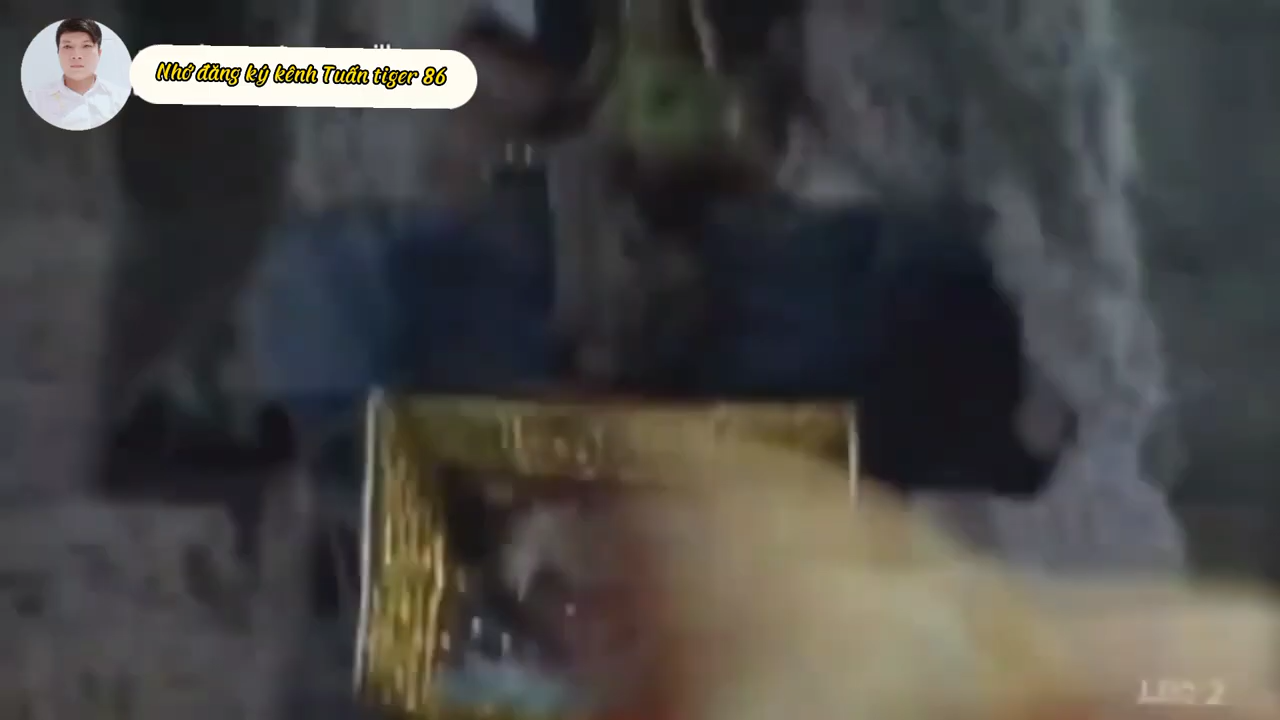 Nhớ đăng ký kênh Tuấn tiger 86